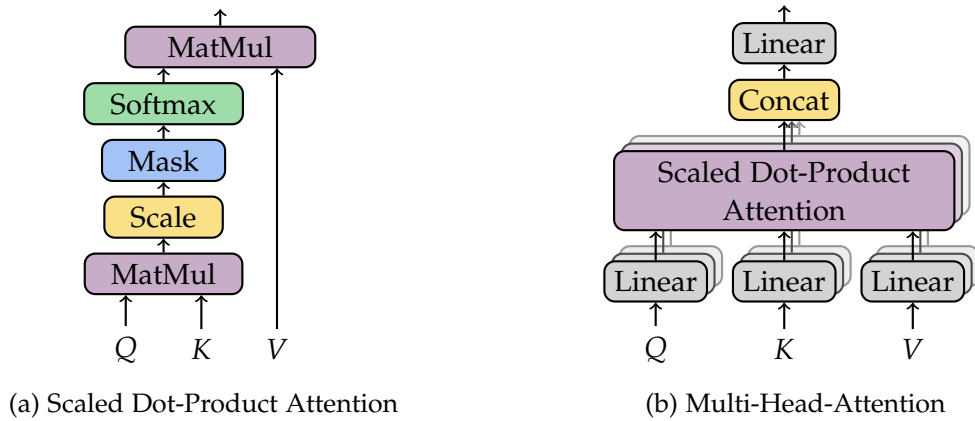 MatMul
Softmax
Mask
Scale
MatMul
Q K V
(a) Scaled Dot-Product Attention
Linear
Concat
Scaled Dot-Product
Attention
Linear Linear Linear
Q K V
(b) Multi-Head-Attention